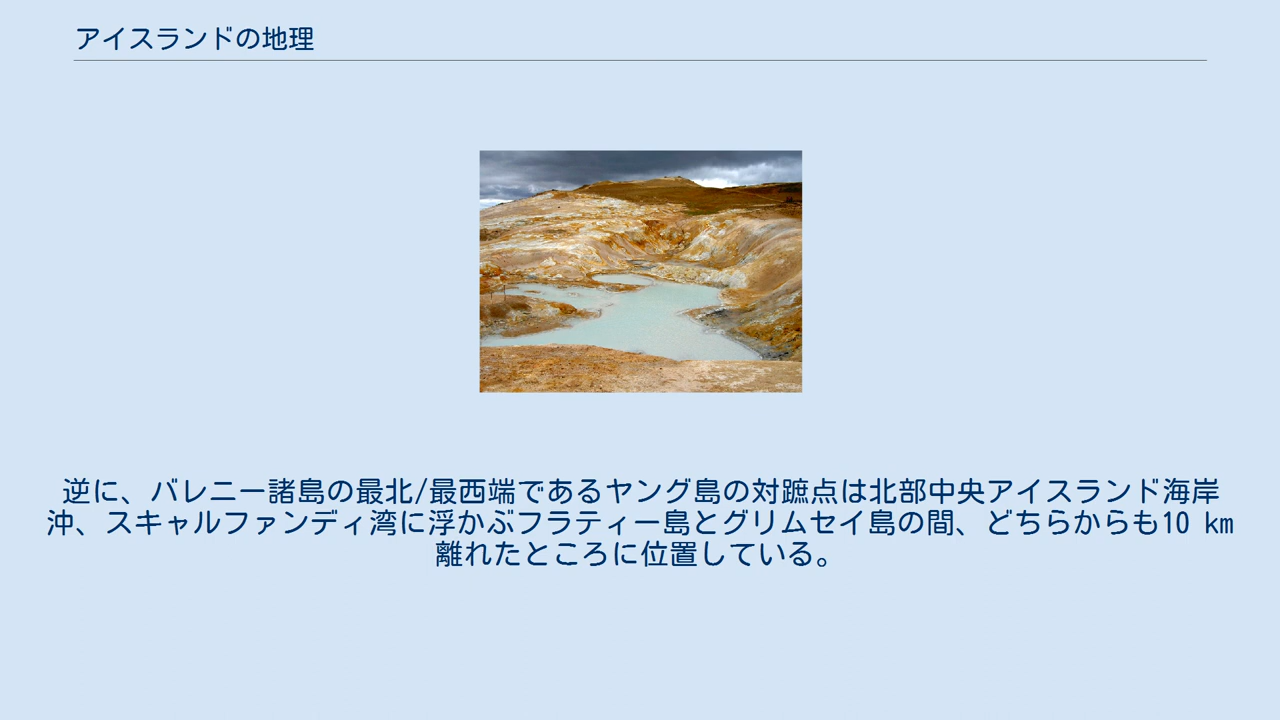 アイスランドの地理
逆に、バレニー諸島の最北/最西端であるヤング島の対蹠点は北部中央アイスランド海岸
沖、スキャルファンディ湾に浮かぶフラティー島とグリムセイ島の間、どちらからも10 km
離れたところに位置している。